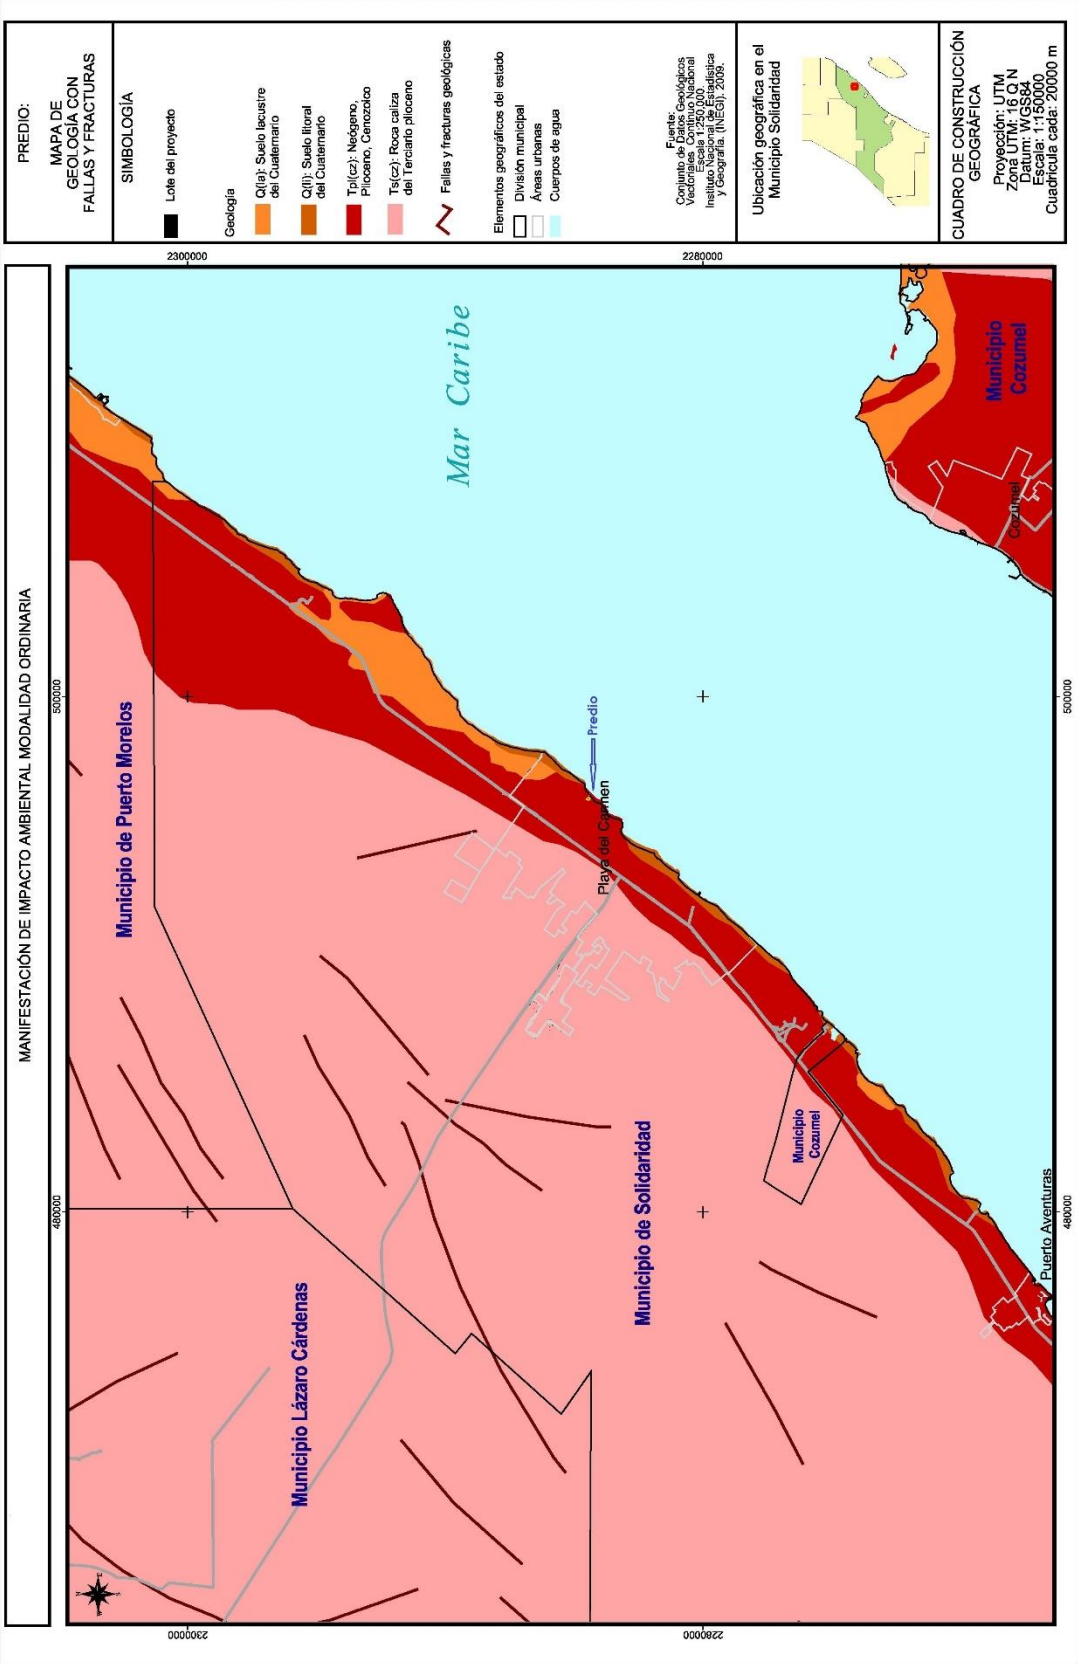 MANIFESTACIÓN DE IMPACTO AMBIENTAL MODALIDAD ORDINARIA
PREDIO:
MAPA DE
GEOLOGÍA CON
FALLAS Y FRACTURAS
SIMBOLOGÍA
Lote del proyecto
Geología
Q(la): Suelo lacustre
del Cuaternario
Q(li): Suelo litoral
del Cuaternario
Tpl(cz): Neógeno,
Plioceno, Cenozoico
Ts(cz): Roca caliza
del Terciario plioceno
Fallas y fracturas geológicas
Elementos geográficos del estado
División municipal
Áreas urbanas
Cuerpos de agua
Fuente:
Conjunto de Datos Geológicos
Vectoriales Continuo Nacional
Escala 1:250,000.
Instituto Nacional de Estadística
y Geografía. (INEGI). 2009.
Ubicación geográfica en el
Municipio Solidaridad
CUADRO DE CONSTRUCCIÓN
GEOGRÁFICA
Proyección: UTM
Zona UTM: 16 Q N
Datum: WGS84
Escala: 1:150000
Cuadrícula cada: 20000 m
480000
500000
2300000
2300000
2280000
2280000
480000
500000
Municipio de Puerto Morelos
Municipio Lázaro Cárdenas
Mar Caribe
Predio
Playa del Carmen
Municipio de Solidaridad
Municipio
Cozumel
Puerto Aventuras
Municipio
Cozumel
Cozumel